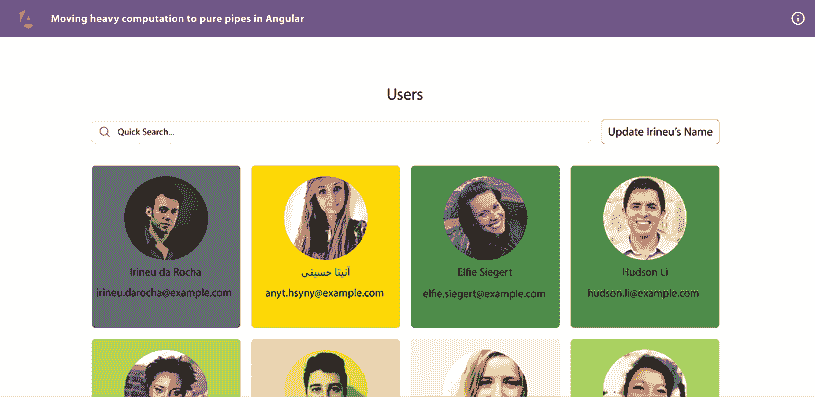 Moving heavy computation to pure pipes in Angular
Users
Quick Search...
Update Irineu's Name
Irineu da Rocha
آنیتا حسینی
Elfie Siegert
Hudson Li
irineu.darocha@example.com
anyt.hsyny@example.com
elfie.siegert@example.com
hudson.li@example.com